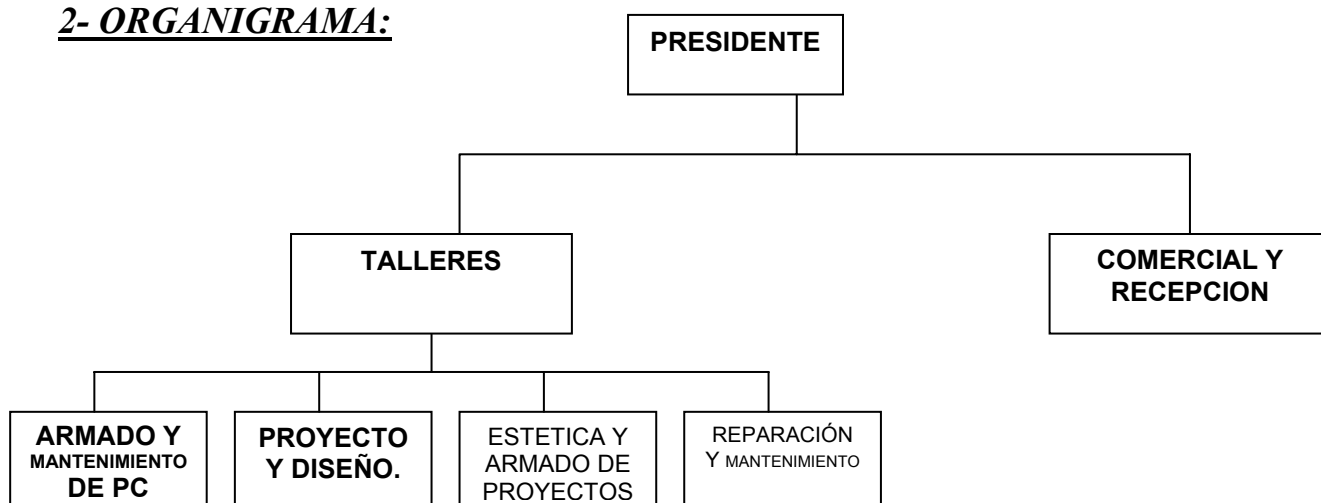 2- ORGANIGRAMA:
PRESIDENTE
TALLERES
COMERCIAL Y
RECEPCION
ARMADO Y
MANTENIMIENTO
DE PC
PROYECTO
Y DISEÑO.
ESTETICA Y
ARMADO DE
PROYECTOS
REPARACIÓN
Y MANTENIMIENTO